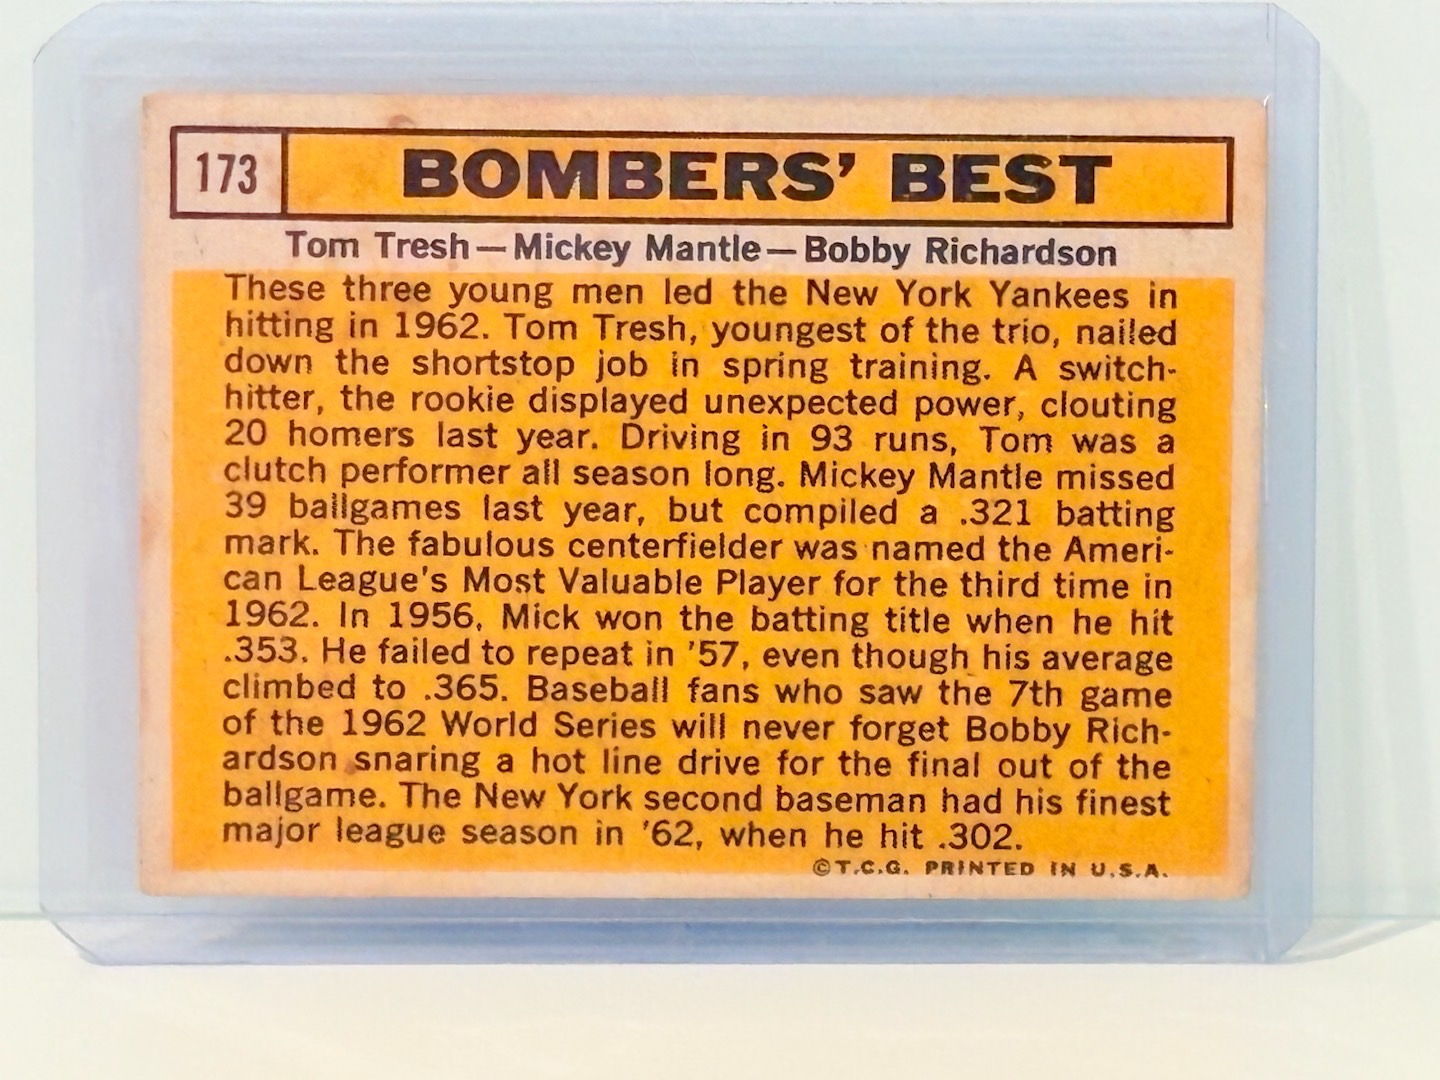 173
BOMBERS' BEST
Tom Tresh—Mickey Mantle—Bobby Richardson
These three young men led the New York Yankees in
hitting in 1962. Tom Tresh, youngest of the trio, nailed
down the shortstop job in spring training. A switch-
hitter, the rookie displayed unexpected power, clouting
20 homers last year. Driving in 93 runs, Tom was a
clutch performer all season long. Mickey Mantle missed
39 ballgames last year, but compiled a .321 batting
mark. The fabulous centerfielder was named the Ameri-
can League's Most Valuable Player for the third time in
1962. In 1956, Mick won the batting title when he hit
.353. He failed to repeat in '57, even though his average
climbed to .365. Baseball fans who saw the 7th game
of the 1962 World Series will never forget Bobby Rich-
ardson snaring a hot line drive for the final out of the
ballgame. The New York second baseman had his finest
major league season in '62, when he hit .302.
©T.C.G. PRINTED IN U.S.A.